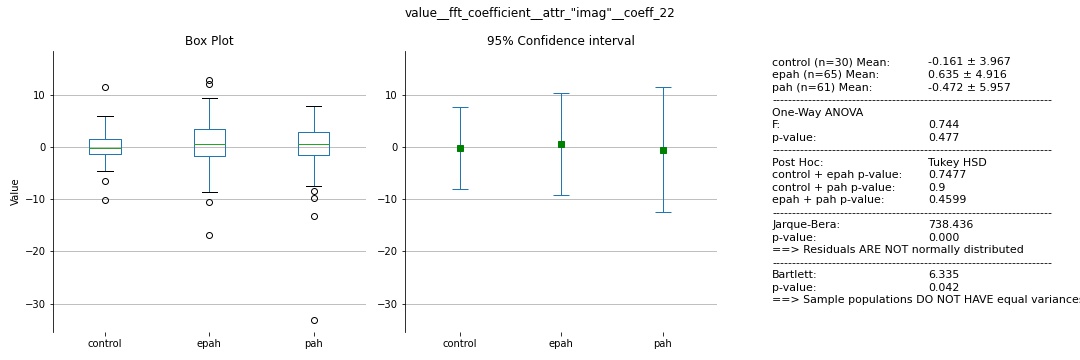 value__fft_coefficient__attr_"imag"__coeff_22
Box Plot
Value
10
0
−10
−20
−30
control epah pah
95% Confidence interval
10
0
−10
−20
−30
control epah pah
control (n=30) Mean: -0.161 ± 3.967
epah (n=65) Mean: 0.635 ± 4.916
pah (n=61) Mean: -0.472 ± 5.957
One-Way ANOVA
F: 0.744
p-value: 0.477
Post Hoc: Tukey HSD
control + epah p-value: 0.7477
control + pah p-value: 0.9
epah + pah p-value: 0.4599
Jarque-Bera: 738.436
p-value: 0.000
==> Residuals ARE NOT normally distributed
Bartlett: 6.335
p-value: 0.042
==> Sample populations DO NOT HAVE equal variances